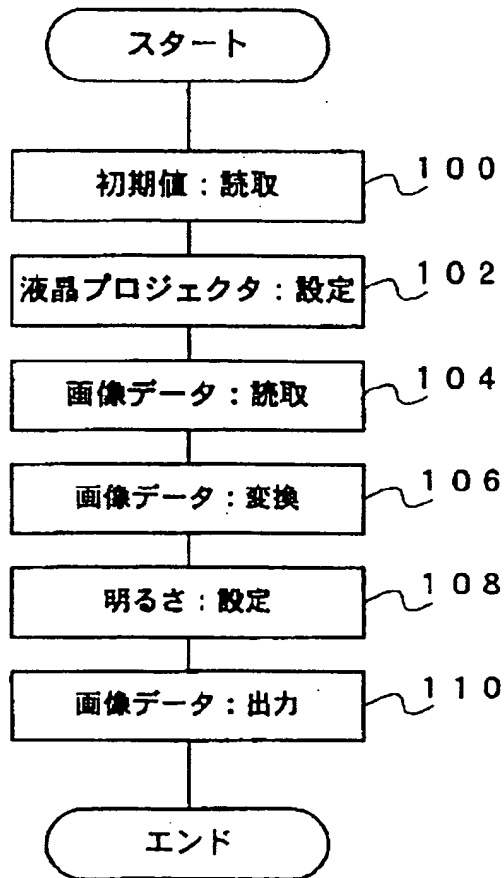 スタート
初期値：読取 １００
液晶プロジェクタ：設定 １０２
画像データ：読取 １０４
画像データ：変換 １０６
明るさ：設定 １０８
画像データ：出力 １１０
エンド